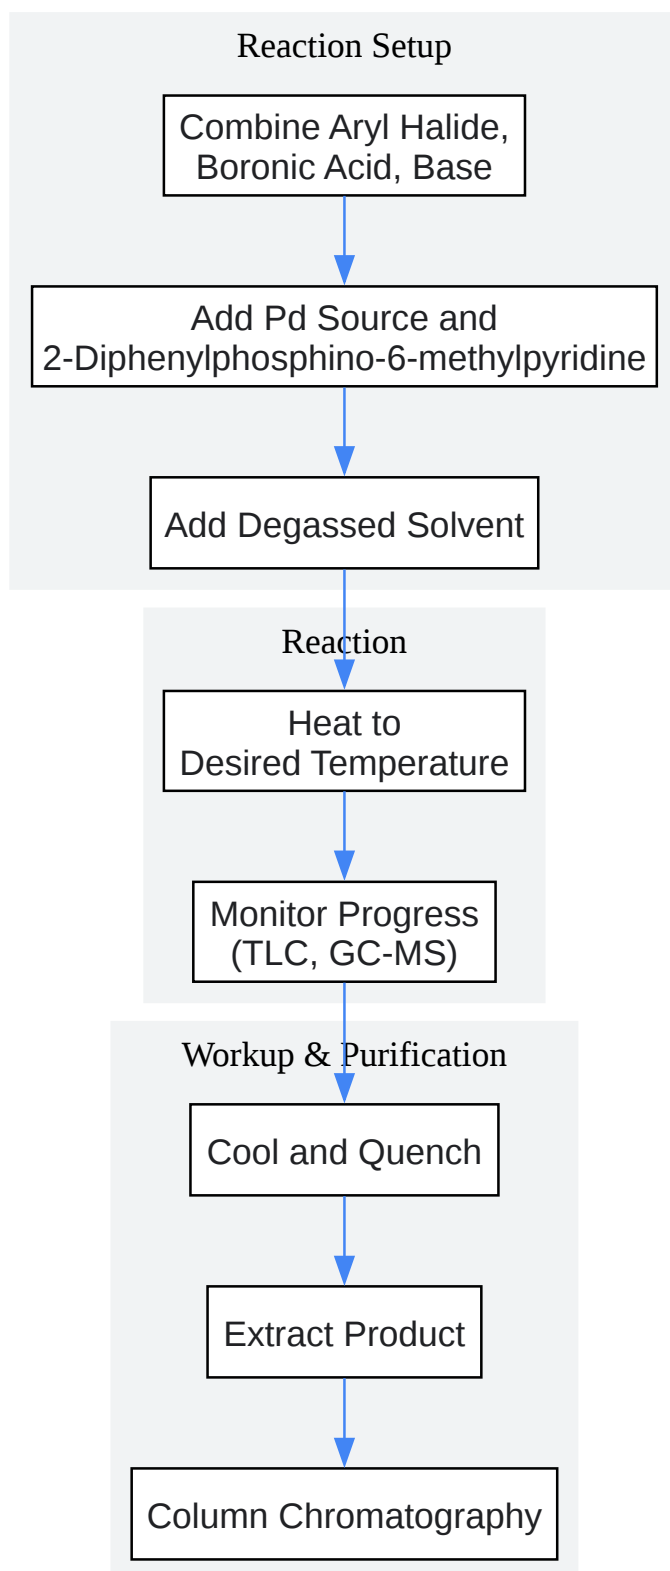 Reaction Setup
Combine Aryl Halide,
Boronic Acid, Base
Add Pd Source and
2-Diphenylphosphino-6-methylpyridine
Add Degassed Solvent
Reaction
Heat to
Desired Temperature
Monitor Progress
(TLC, GC-MS)
Workup & Purification
Cool and Quench
Extract Product
Column Chromatography